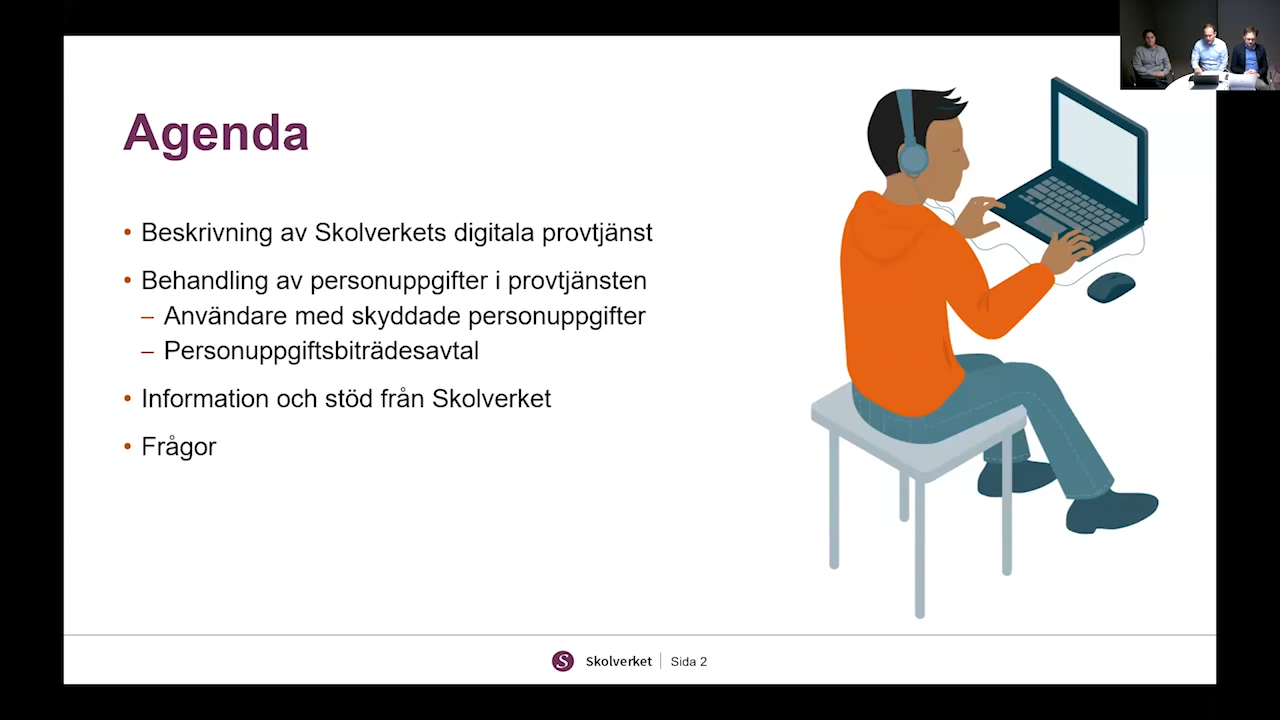 Agenda
• Beskrivning av Skolverkets digitala provtjänst
• Behandling av personuppgifter i provtjänsten
– Användare med skyddade personuppgifter
– Personuppgiftsbiträdesavtal
• Information och stöd från Skolverket
• Frågor
S Skolverket | Sida 2